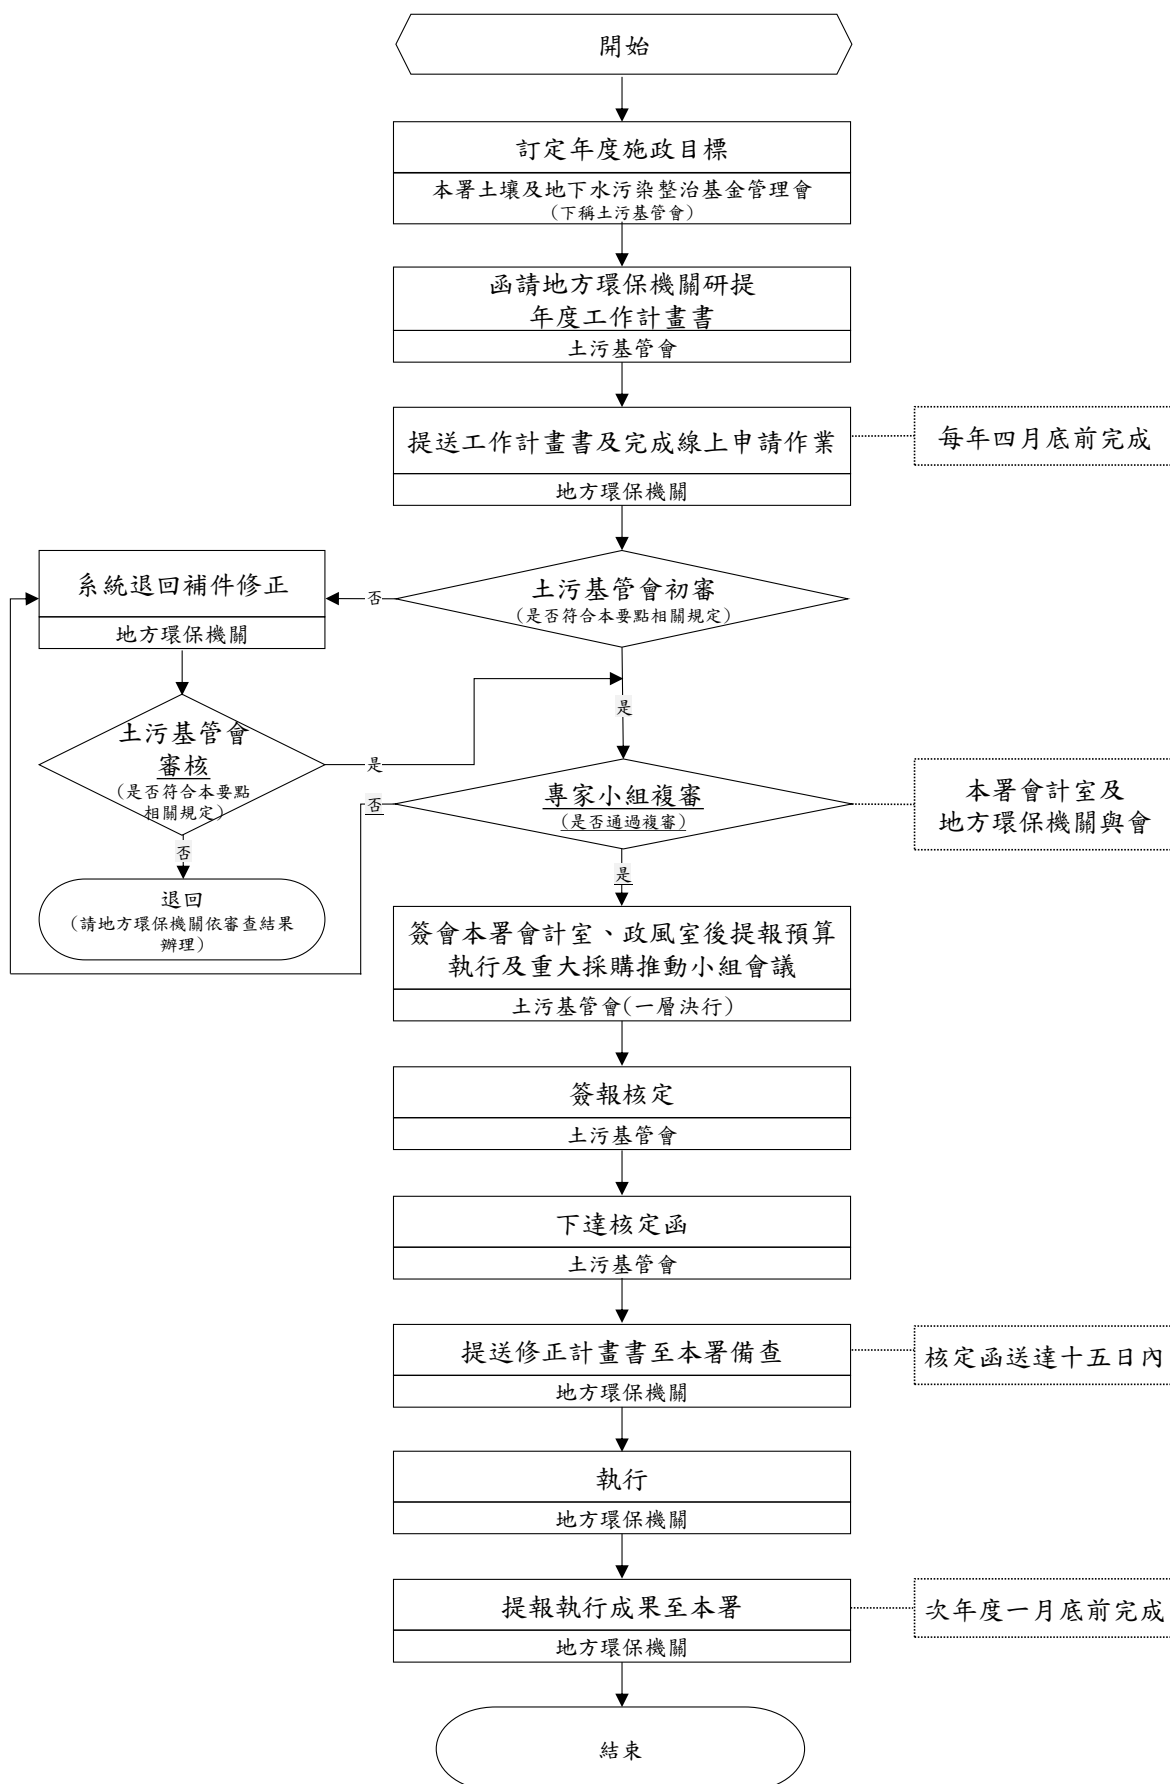 開始
訂定年度施政目標
本署土壤及地下水污染整治基金管理會
(下稱土污基管會)
函請地方環保機關研提
年度工作計畫書
土污基管會
提送工作計畫書及完成線上申請作業
地方環保機關
每年四月底前完成
土污基管會初審
(是否符合本要點相關規定)
否
系統退回補件修正
地方環保機關
是
土污基管會
審核
(是否符合本要點
相關規定)
是
否
專家小組複審
(是否通過複審)
否
本署會計室及
地方環保機關與會
是
退回
(請地方環保機關依審查結果
辦理)
簽會本署會計室、政風室後提報預算
執行及重大採購推動小組會議
土污基管會(一層決行)
簽報核定
土污基管會
下達核定函
土污基管會
提送修正計畫書至本署備查
地方環保機關
核定函送達十五日內
執行
地方環保機關
提報執行成果至本署
地方環保機關
次年度一月底前完成
結束